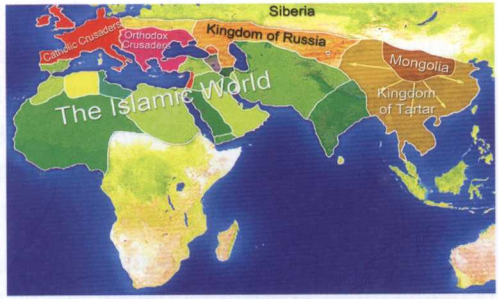 Siberia
Catholic Crusaders
Orthodox
Crusaders
Kingdom of Russia
Mongolia
The Islamic World
Kingdom
of Tartar